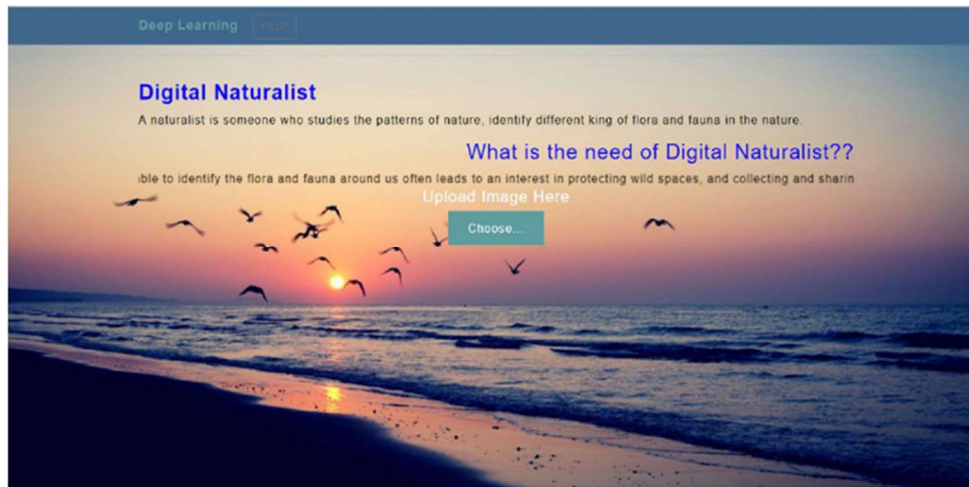 Deep Learning HELP
Digital Naturalist
A naturalist is someone who studies the patterns of nature, identify different king of flora and fauna in the nature.
What is the need of Digital Naturalist??
ble to identify the flora and fauna around us often leads to an interest in protecting wild spaces, and collecting and sharin
Upload Image Here
Choose...